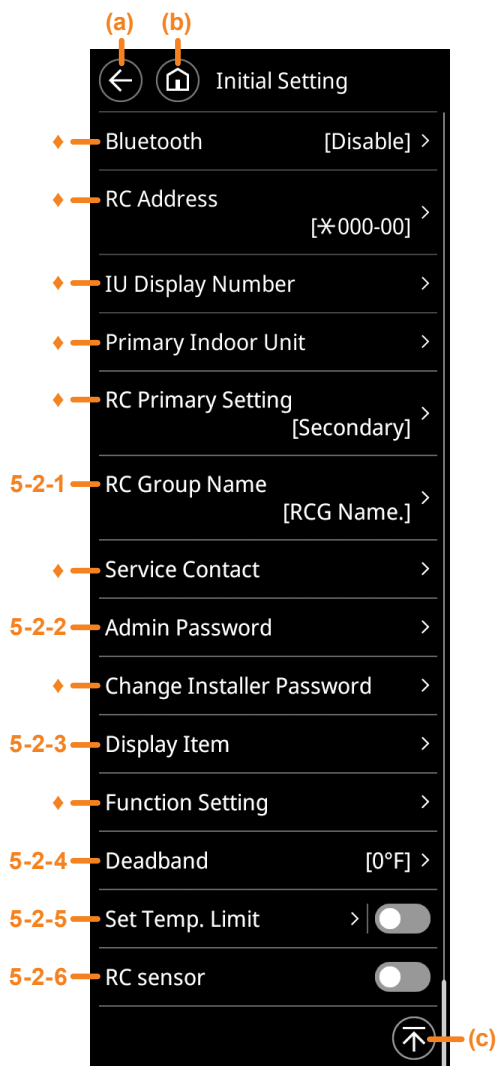 (a) (b)
Initial Setting
♦ Bluetooth [Disable] >
♦ RC Address
[⚹000-00] >
♦ IU Display Number >
♦ Primary Indoor Unit >
♦ RC Primary Setting
[Secondary] >
5-2-1 RC Group Name
[RCG Name.] >
♦ Service Contact >
5-2-2 Admin Password >
♦ Change Installer Password >
5-2-3 Display Item >
♦ Function Setting >
5-2-4 Deadband [0°F] >
5-2-5 Set Temp. Limit >
5-2-6 RC sensor
(c)